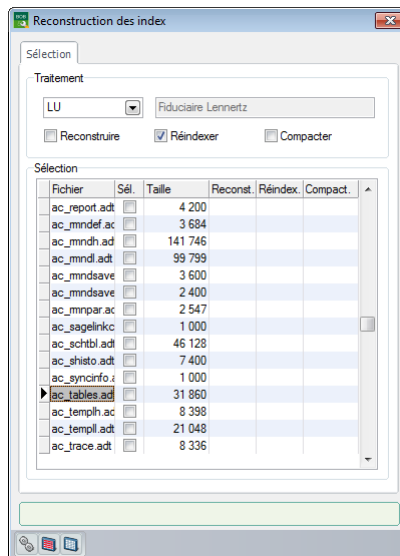 BOB
Reconstruction des index
Sélection
Traitement
LU Fiduciaire Lennertz
Reconstruire Réindexer Compacter
Sélection
Fichier Sél. Taille Reconst. Réindex. Compact.
ac_report.adt 4 200
ac_mndef.ac 3 684
ac_mndh.adt 141 746
ac_mndl.adt 99 799
ac_mndsave 3 600
ac_mndsave 2 400
ac_mnpar.ac 2 547
ac_sagelinkc 1 000
ac_schtbl.adt 46 128
ac_shisto.adt 7 400
ac_syncinfo.a 1 000
ac_tables.adt 31 860
ac_templh.ac 8 398
ac_templl.adt 21 048
ac_trace.adt 8 336